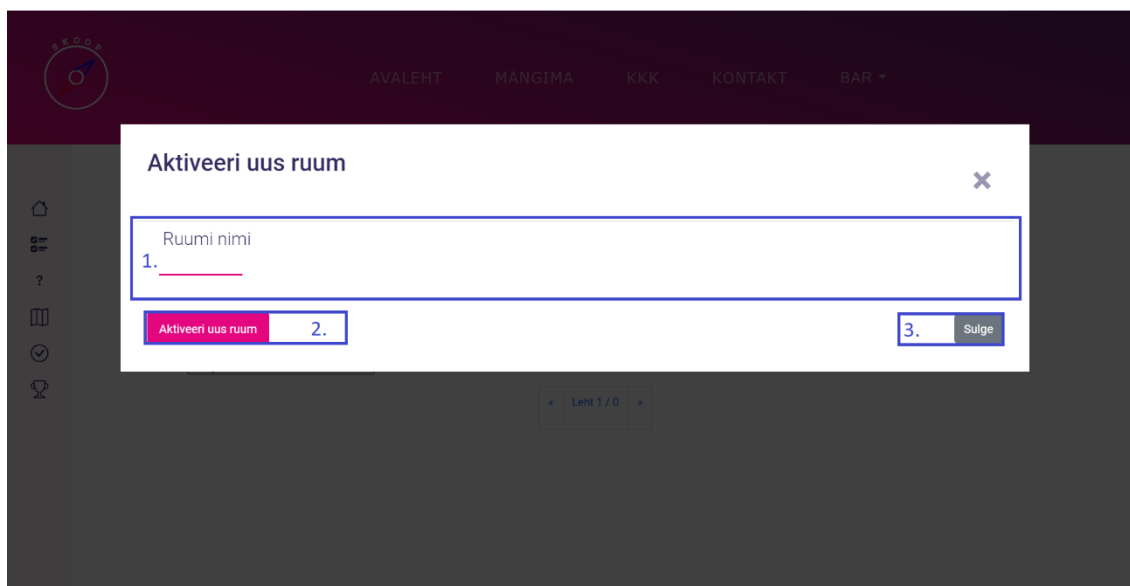 SKOOP
AVALEHT MÄNGIMA KKK KONTAKT BAR
Aktiveeri uus ruum
×
Ruumi nimi
1.
Aktiveeri uus ruum 2. 3. Sulge
?
« Leht 1 / 0 »